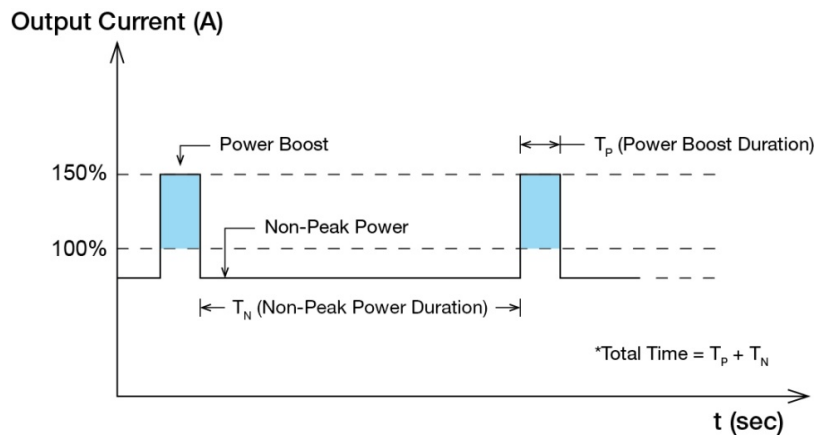 Output Current (A)
Power Boost
T_P (Power Boost Duration)
150%
Non-Peak Power
100%
T_N (Non-Peak Power Duration)
*Total Time = T_P + T_N
t (sec)